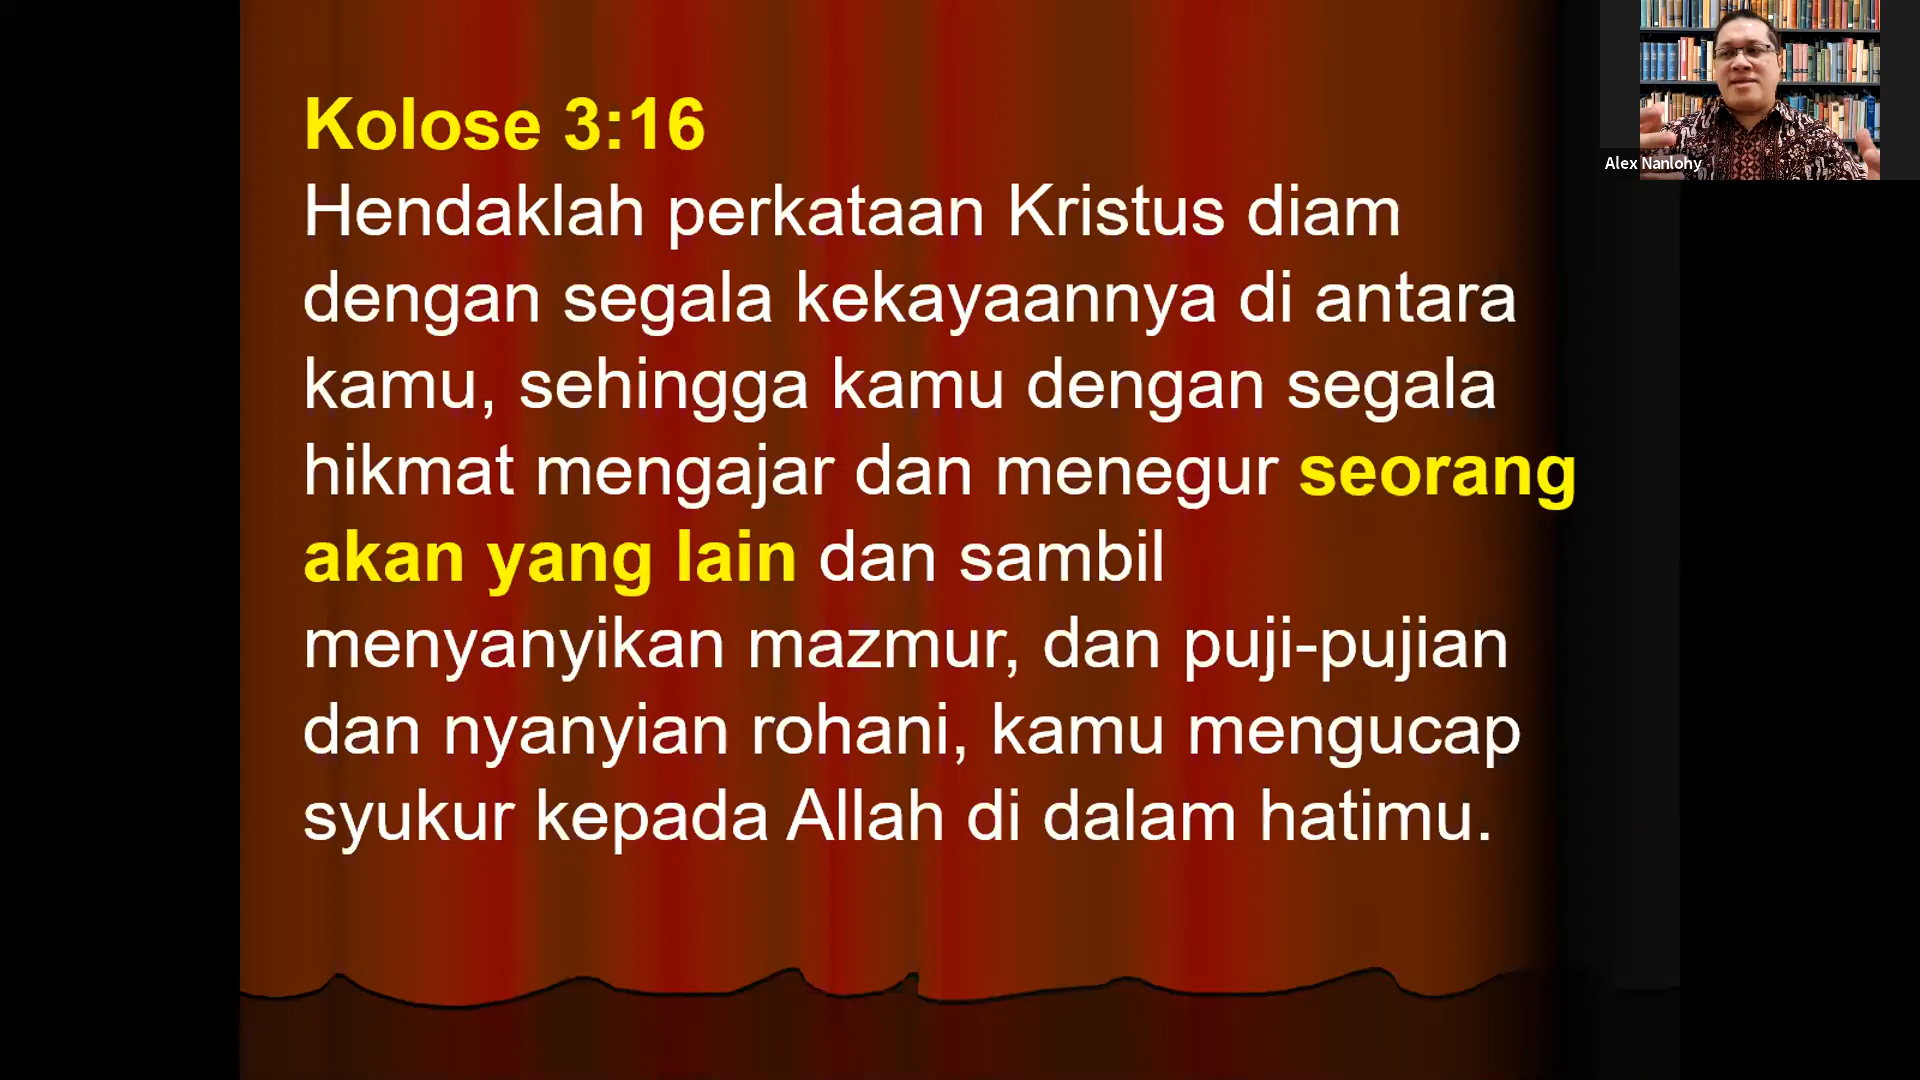 Kolose 3:16
Hendaklah perkataan Kristus diam
dengan segala kekayaannya di antara
kamu, sehingga kamu dengan segala
hikmat mengajar dan menegur seorang
akan yang lain dan sambil
menyanyikan mazmur, dan puji-pujian
dan nyanyian rohani, kamu mengucap
syukur kepada Allah di dalam hatimu.
Alex Nanlohy